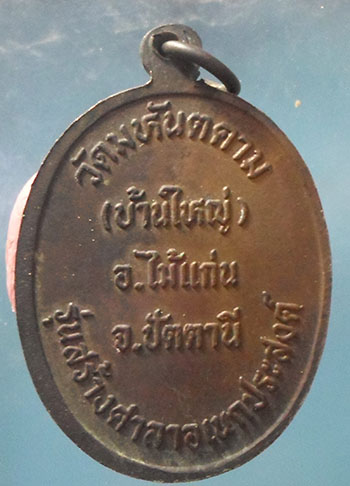 วัดมหันตคาม
(บ้านใหญ่)
อ.ไม้แก่น
จ.ปัตตานี
รุ่นสร้างศาลาอเนกประสงค์